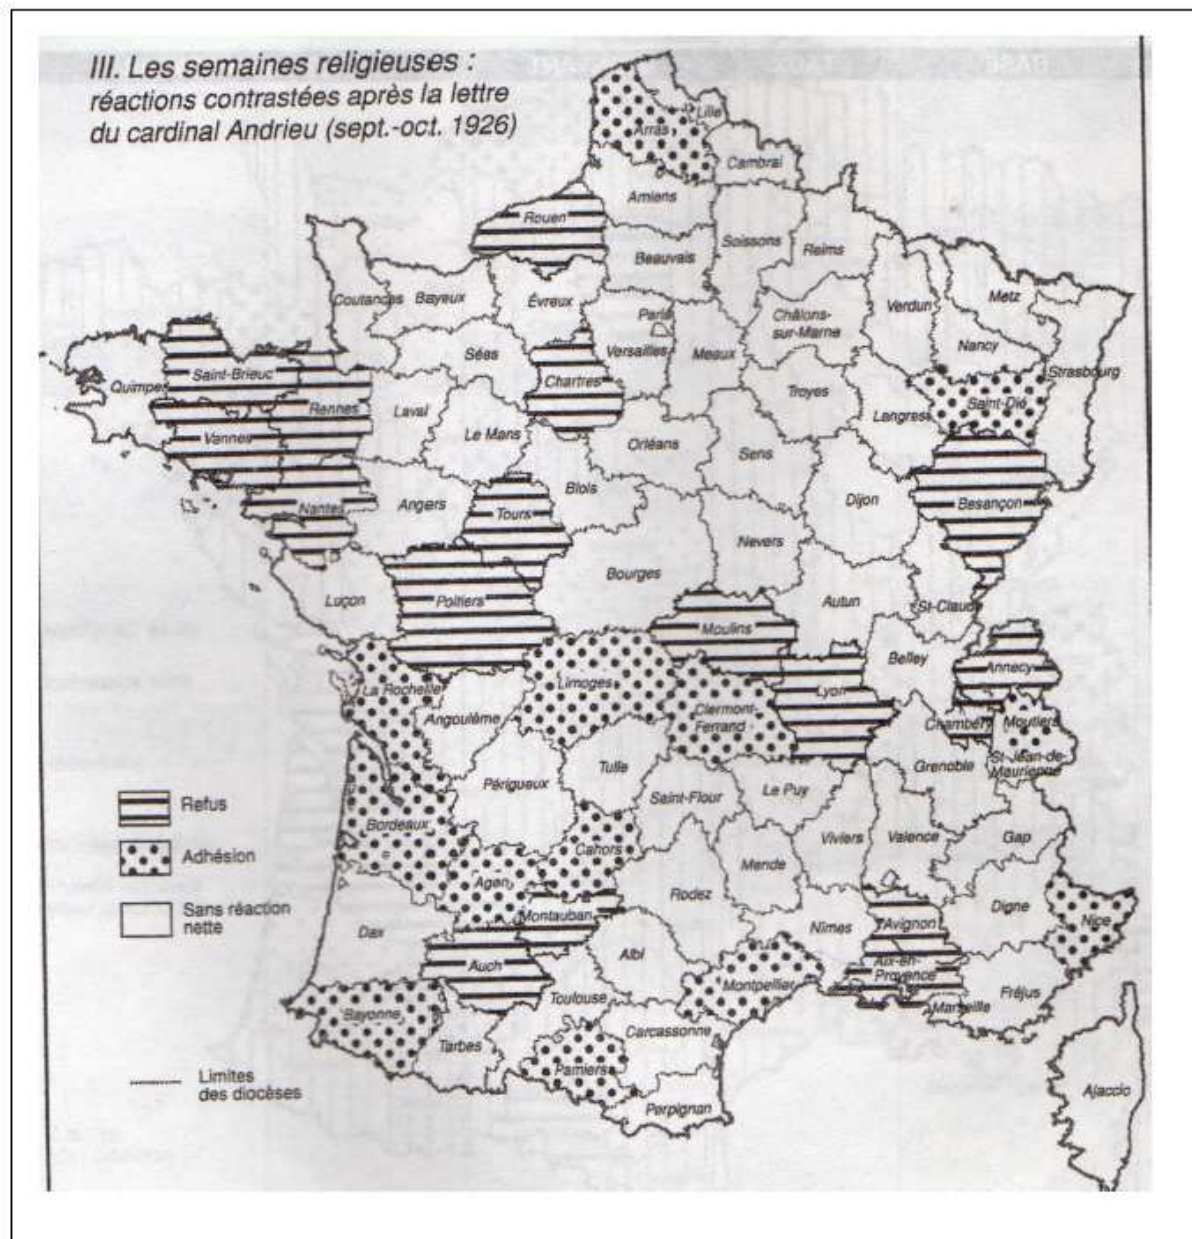 III. Les semaines religieuses :
réactions contrastées après la lettre
du cardinal Andrieu (sept.-oct. 1926)
Lille
Arras
Cambrai
Amiens
Rouen
Soissons
Reims
Beauvais
Coutances
Bayeux
Évreux
Paris
Versailles
Meaux
Châlons-
sur-Marne
Verdun
Metz
Nancy
Strasbourg
Sées
Saint-Brieuc
Quimper
Chartres
Troyes
Langres
Saint-Dié
Rennes
Laval
Le Mans
Vannes
Orléans
Sens
Nantes
Angers
Tours
Blois
Dijon
Besançon
Nevers
Bourges
Luçon
Poitiers
Autun
St-Claude
Moulins
Belley
Annecy
La Rochelle
Limoges
Lyon
Angoulême
Clermont-
Ferrand
Chambéry
Moutiers
St-Jean-de-
Maurienne
Grenoble
Périgueux
Tulle
Saint-Flour
Le Puy
Refus
Bordeaux
Viviers
Valence
Gap
Adhésion
Cahors
Mende
Agen
Rodez
Sans réaction
nette
Montauban
Nîmes
Avignon
Digne
Nice
Dax
Albi
Auch
Aix-en-
Provence
Toulouse
Montpellier
Fréjus
Marseille
Bayonne
Carcassonne
Tarbes
Pamiers
Limites
des diocèses
Perpignan
Ajaccio